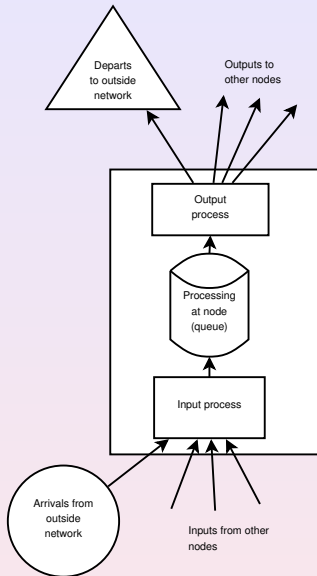 Departs
to outside
network
Outputs to
other nodes
Output
process
Processing
at node
(queue)
Input process
Arrivals from
outside
network
Inputs from other
nodes